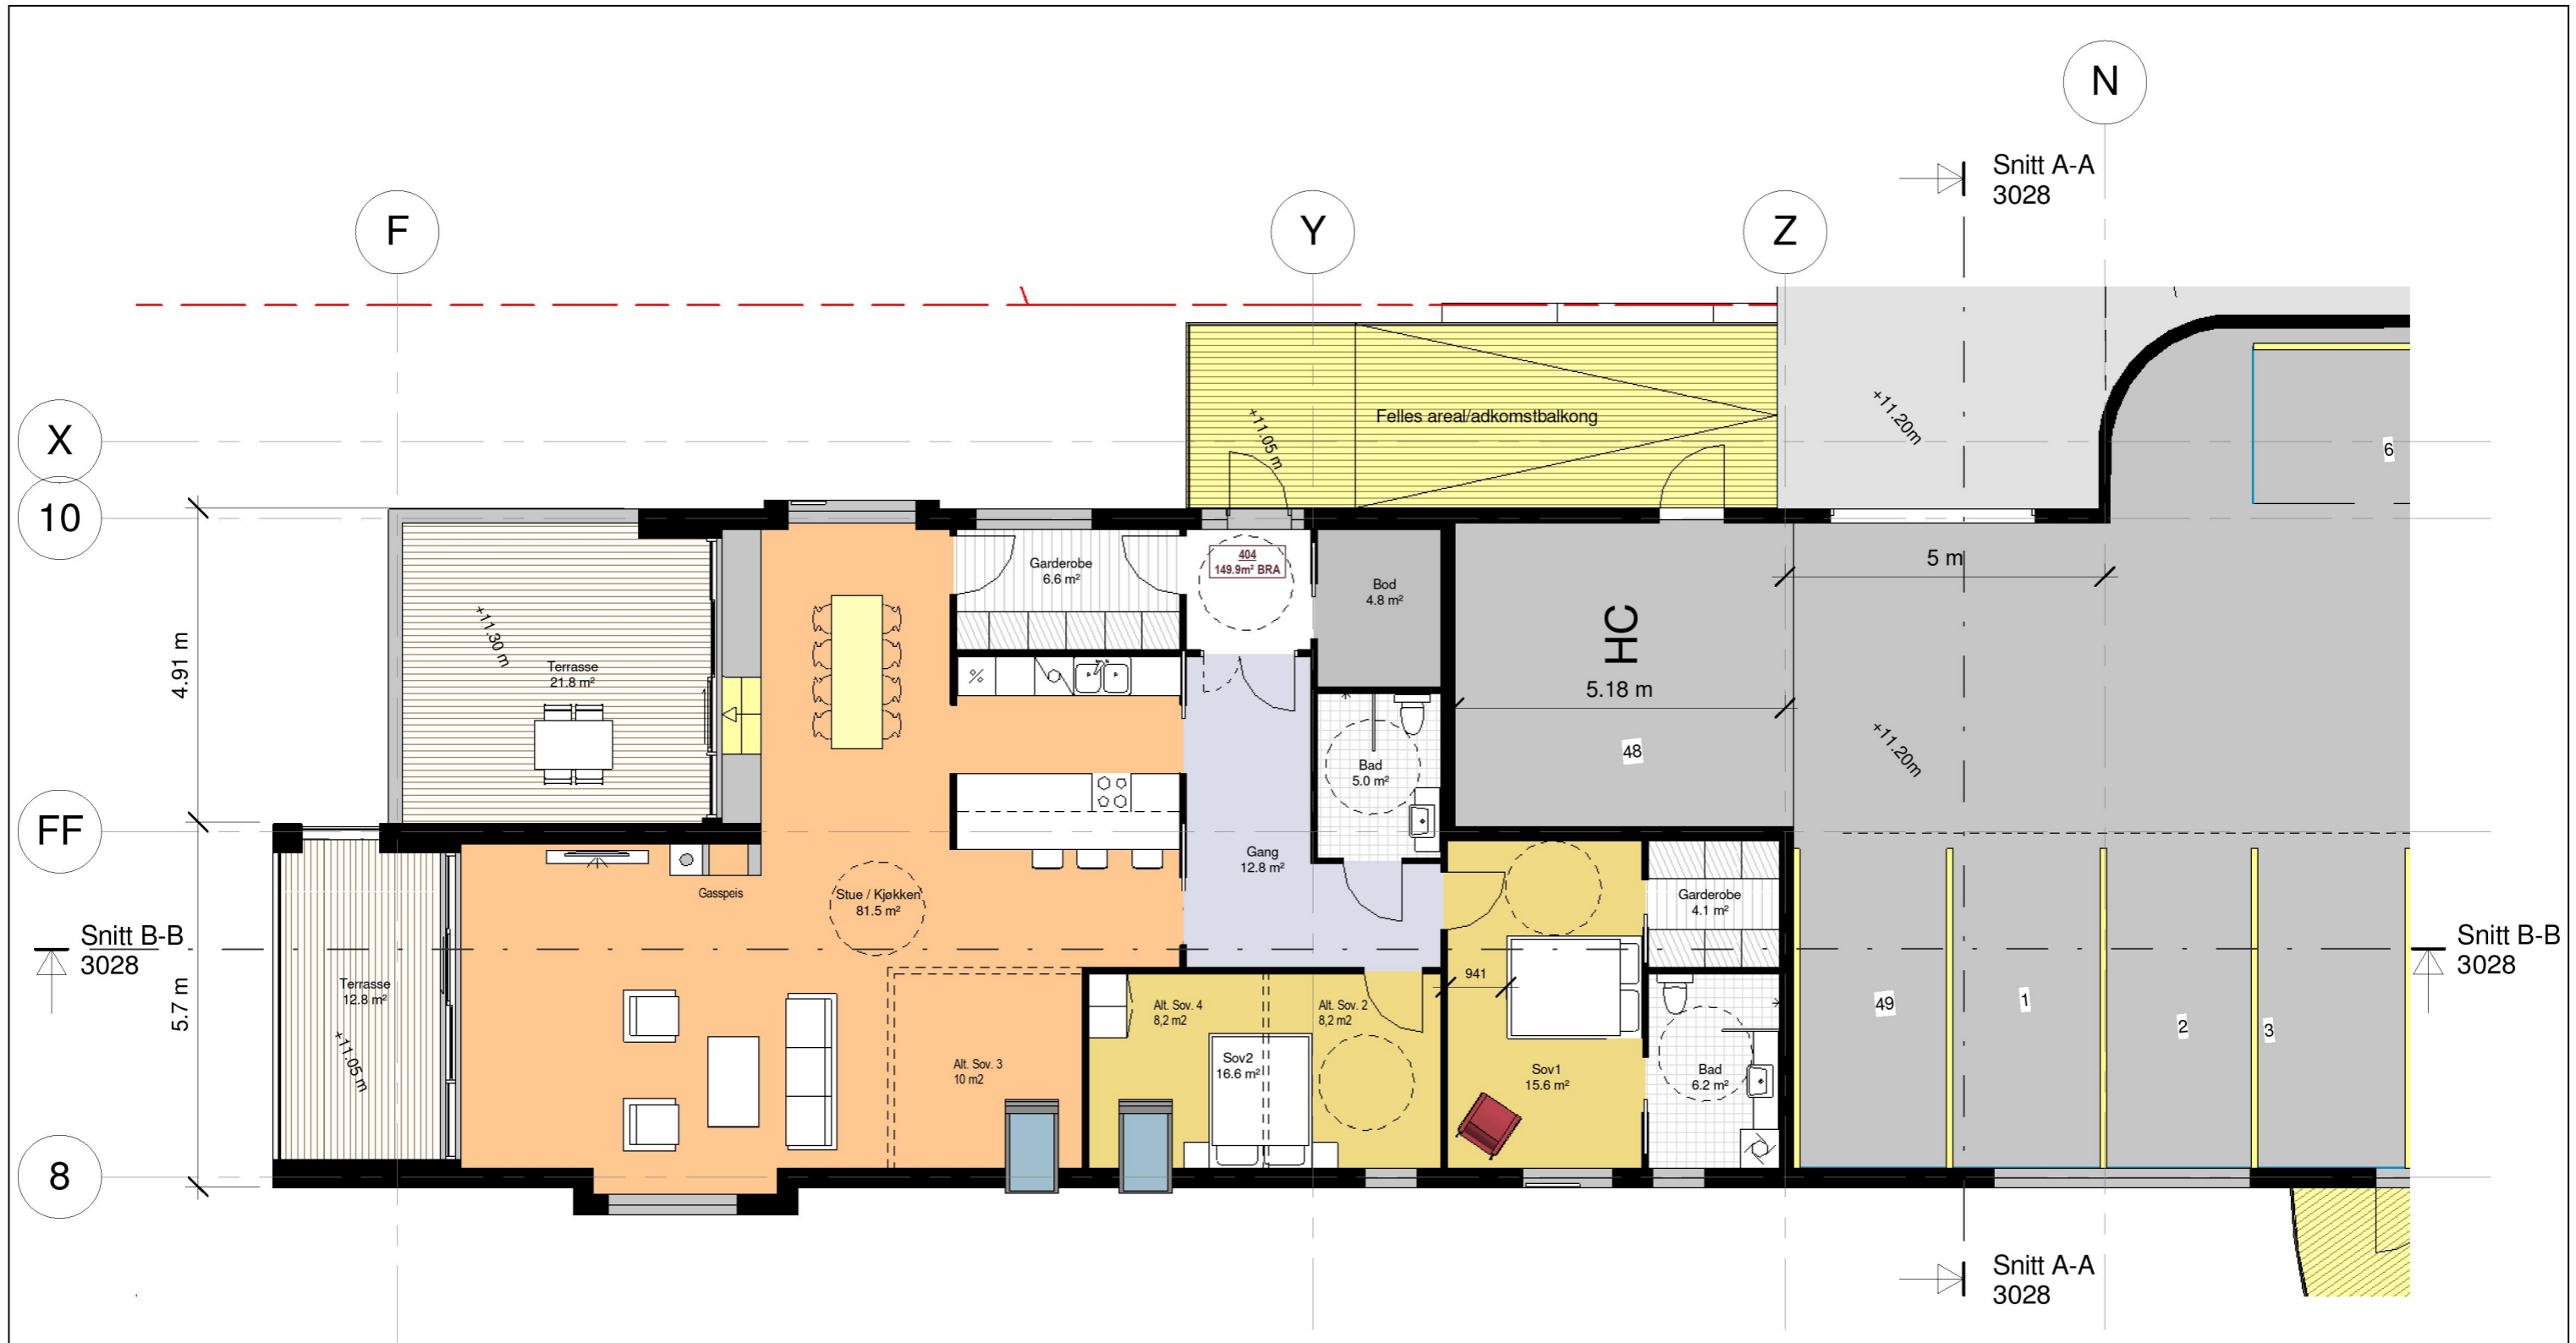 N
Snitt A-A
3028
F
Y
Z
X
10
FF
8
Felles areal/adkomstbalkong
+11.05 m
+11.20m
6
5 m
Garderobe
6.6 m²
404
149.9m² BRA
Bod
4.8 m²
HC
5.18 m
48
4.91 m
+11.30 m
Terrasse
21.8 m²
%
Bad
5.0 m²
+11.20m
Gang
12.8 m²
Gasspeis
Stue / Kjøkken
81.5 m²
Garderobe
4.1 m²
Snitt B-B
3028
Snitt B-B
3028
5.7 m
Terrasse
12.8 m²
+11.05 m
941
Alt. Sov. 4
8,2 m2
Alt. Sov. 2
8,2 m2
Alt. Sov. 3
10 m2
Sov2
16.6 m²
Sov1
15.6 m²
Bad
6.2 m²
49
1
2
3
Snitt A-A
3028